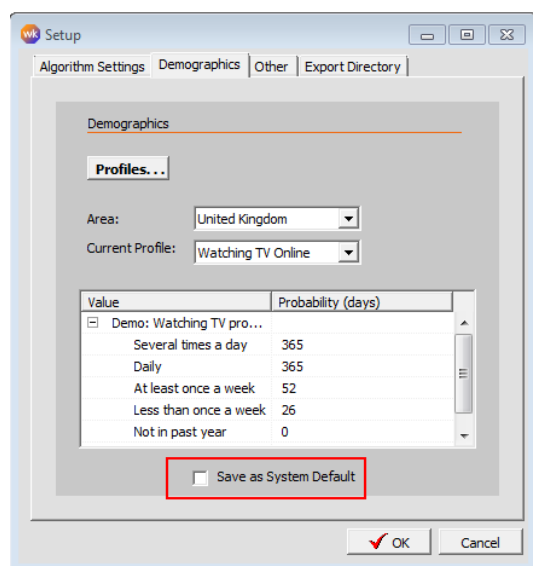 wk Setup
Algorithm Settings Demographics Other Export Directory
Demographics
Profiles...
Area: United Kingdom
Current Profile: Watching TV Online
Value Probability (days)
Demo: Watching TV pro...
Several times a day 365
Daily 365
At least once a week 52
Less than once a week 26
Not in past year 0
Save as System Default
OK Cancel